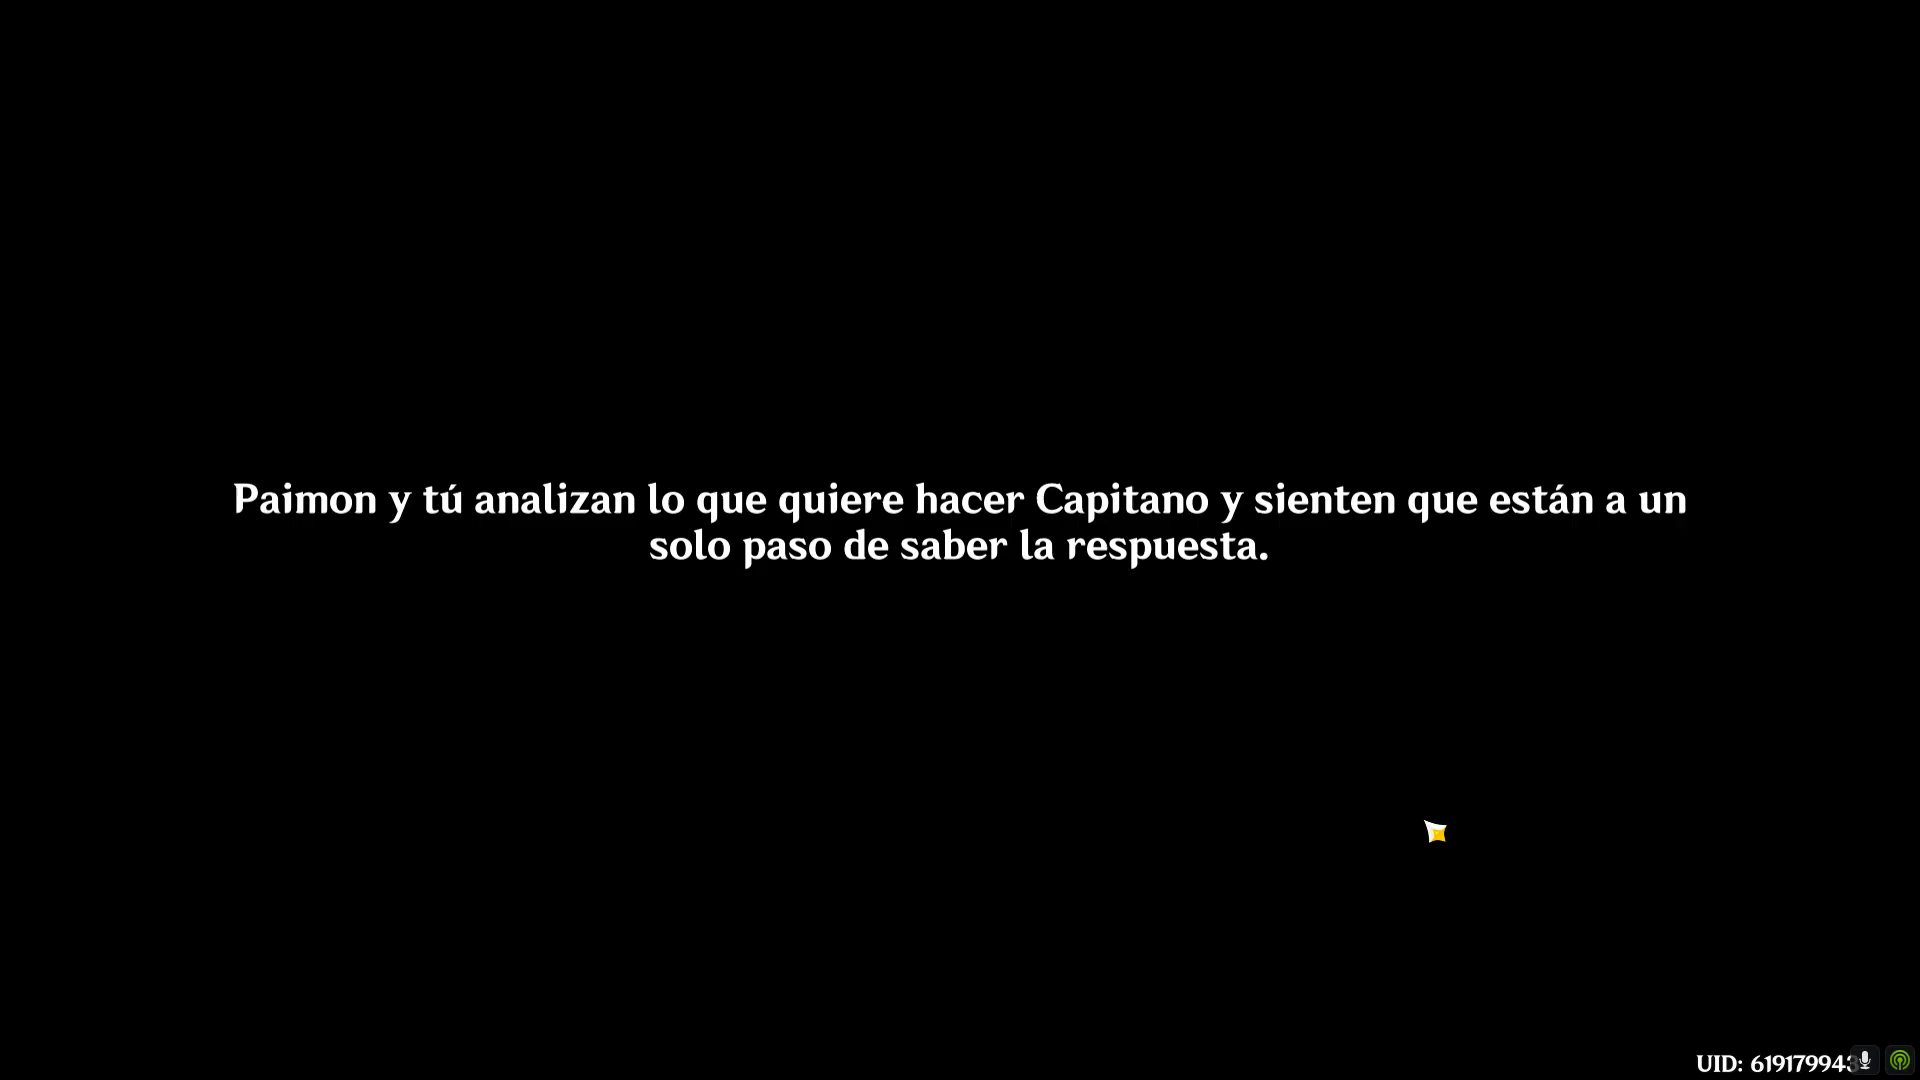 Paimon y tú analizan lo que quiere hacer Capitano y sienten que están a un
solo paso de saber la respuesta.
UID: 61917994